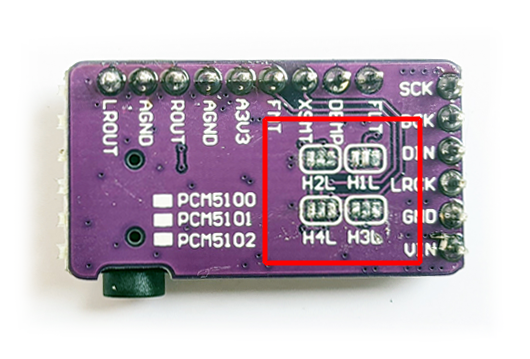 SCK
BCK
DIN
LRCK
GND
VIN
LROUT
AGND
ROUT
AGND
A3V3
FMT
XSMT
DEMP
FLT
H2L H1L
H4L H3L
PCM5100
PCM5101
PCM5102